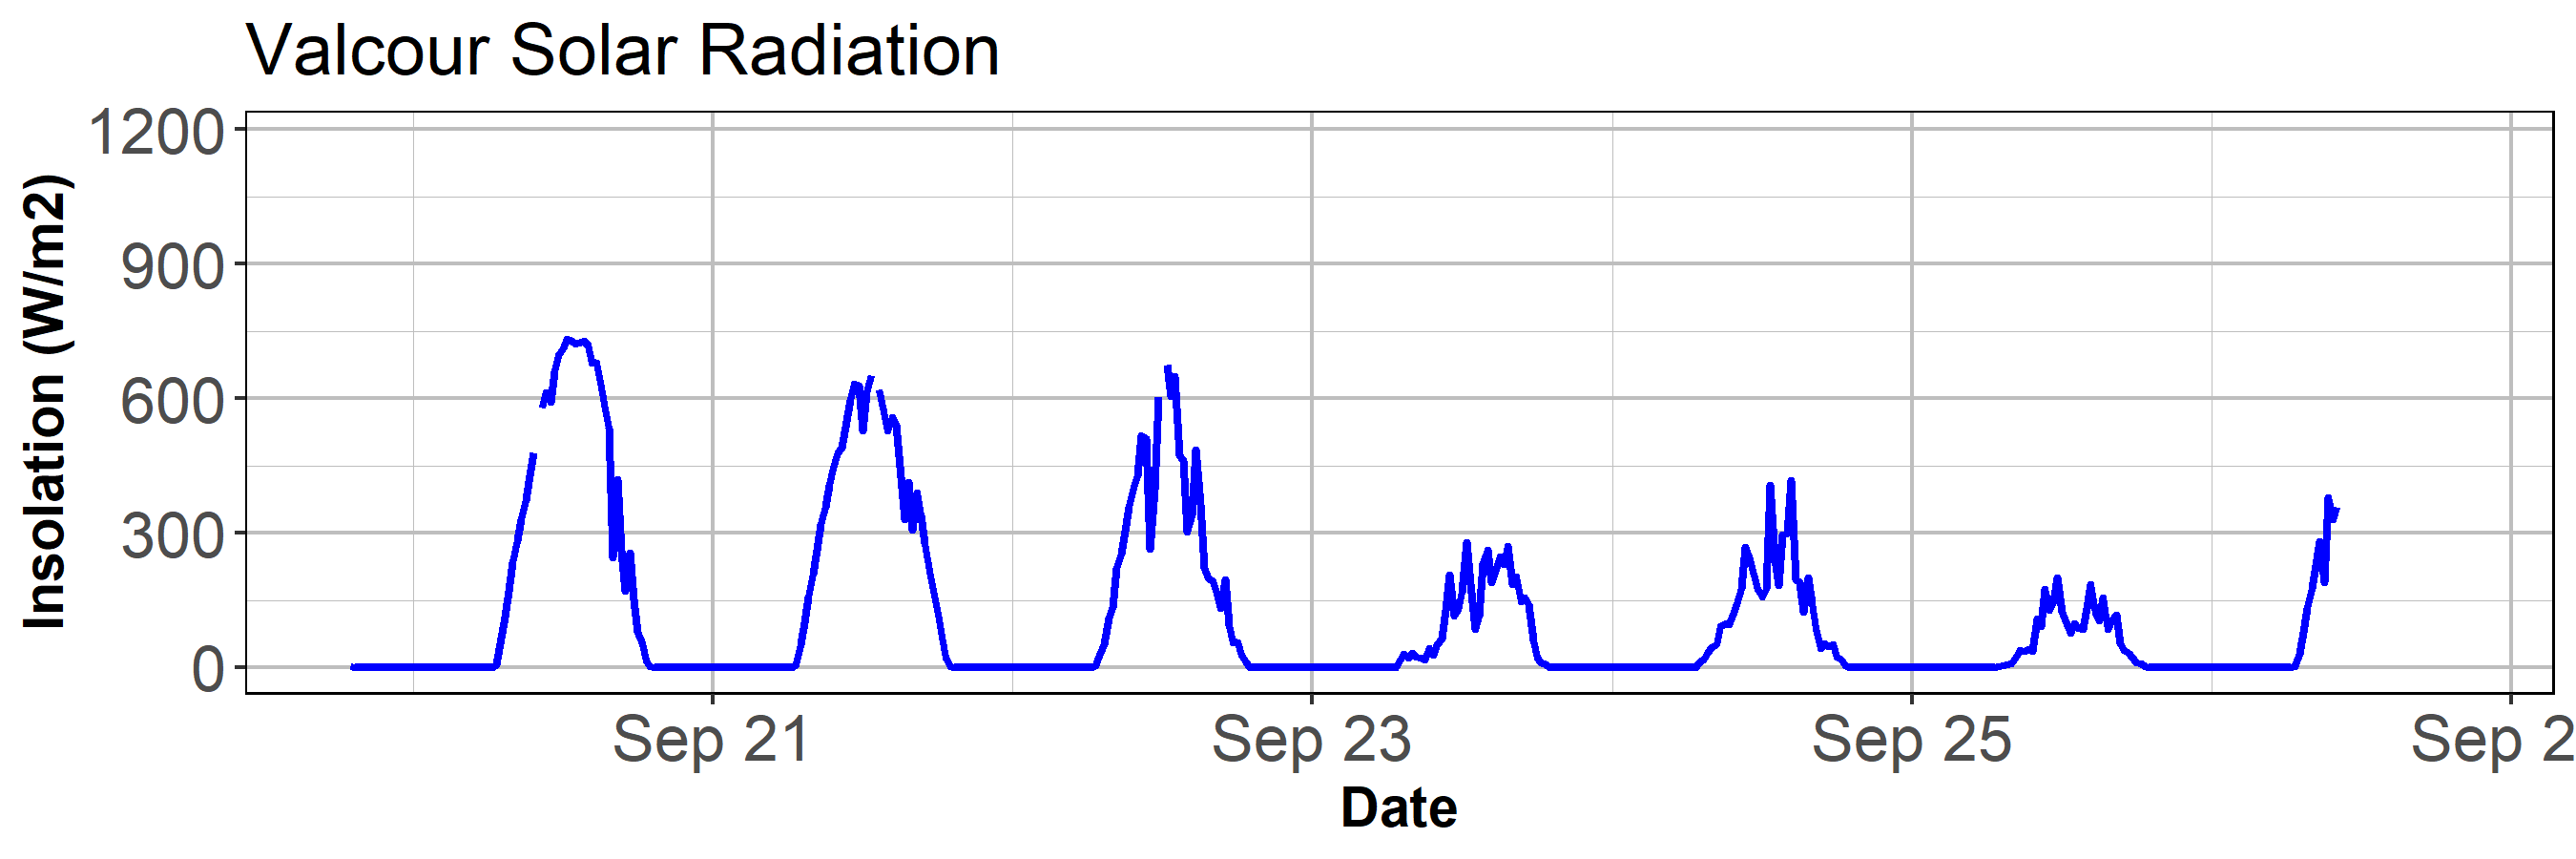 Valcour Solar Radiation
Insolation (W/m2)
1200
900
600
300
0
Sep 21 Sep 23 Sep 25 Sep 2
Date